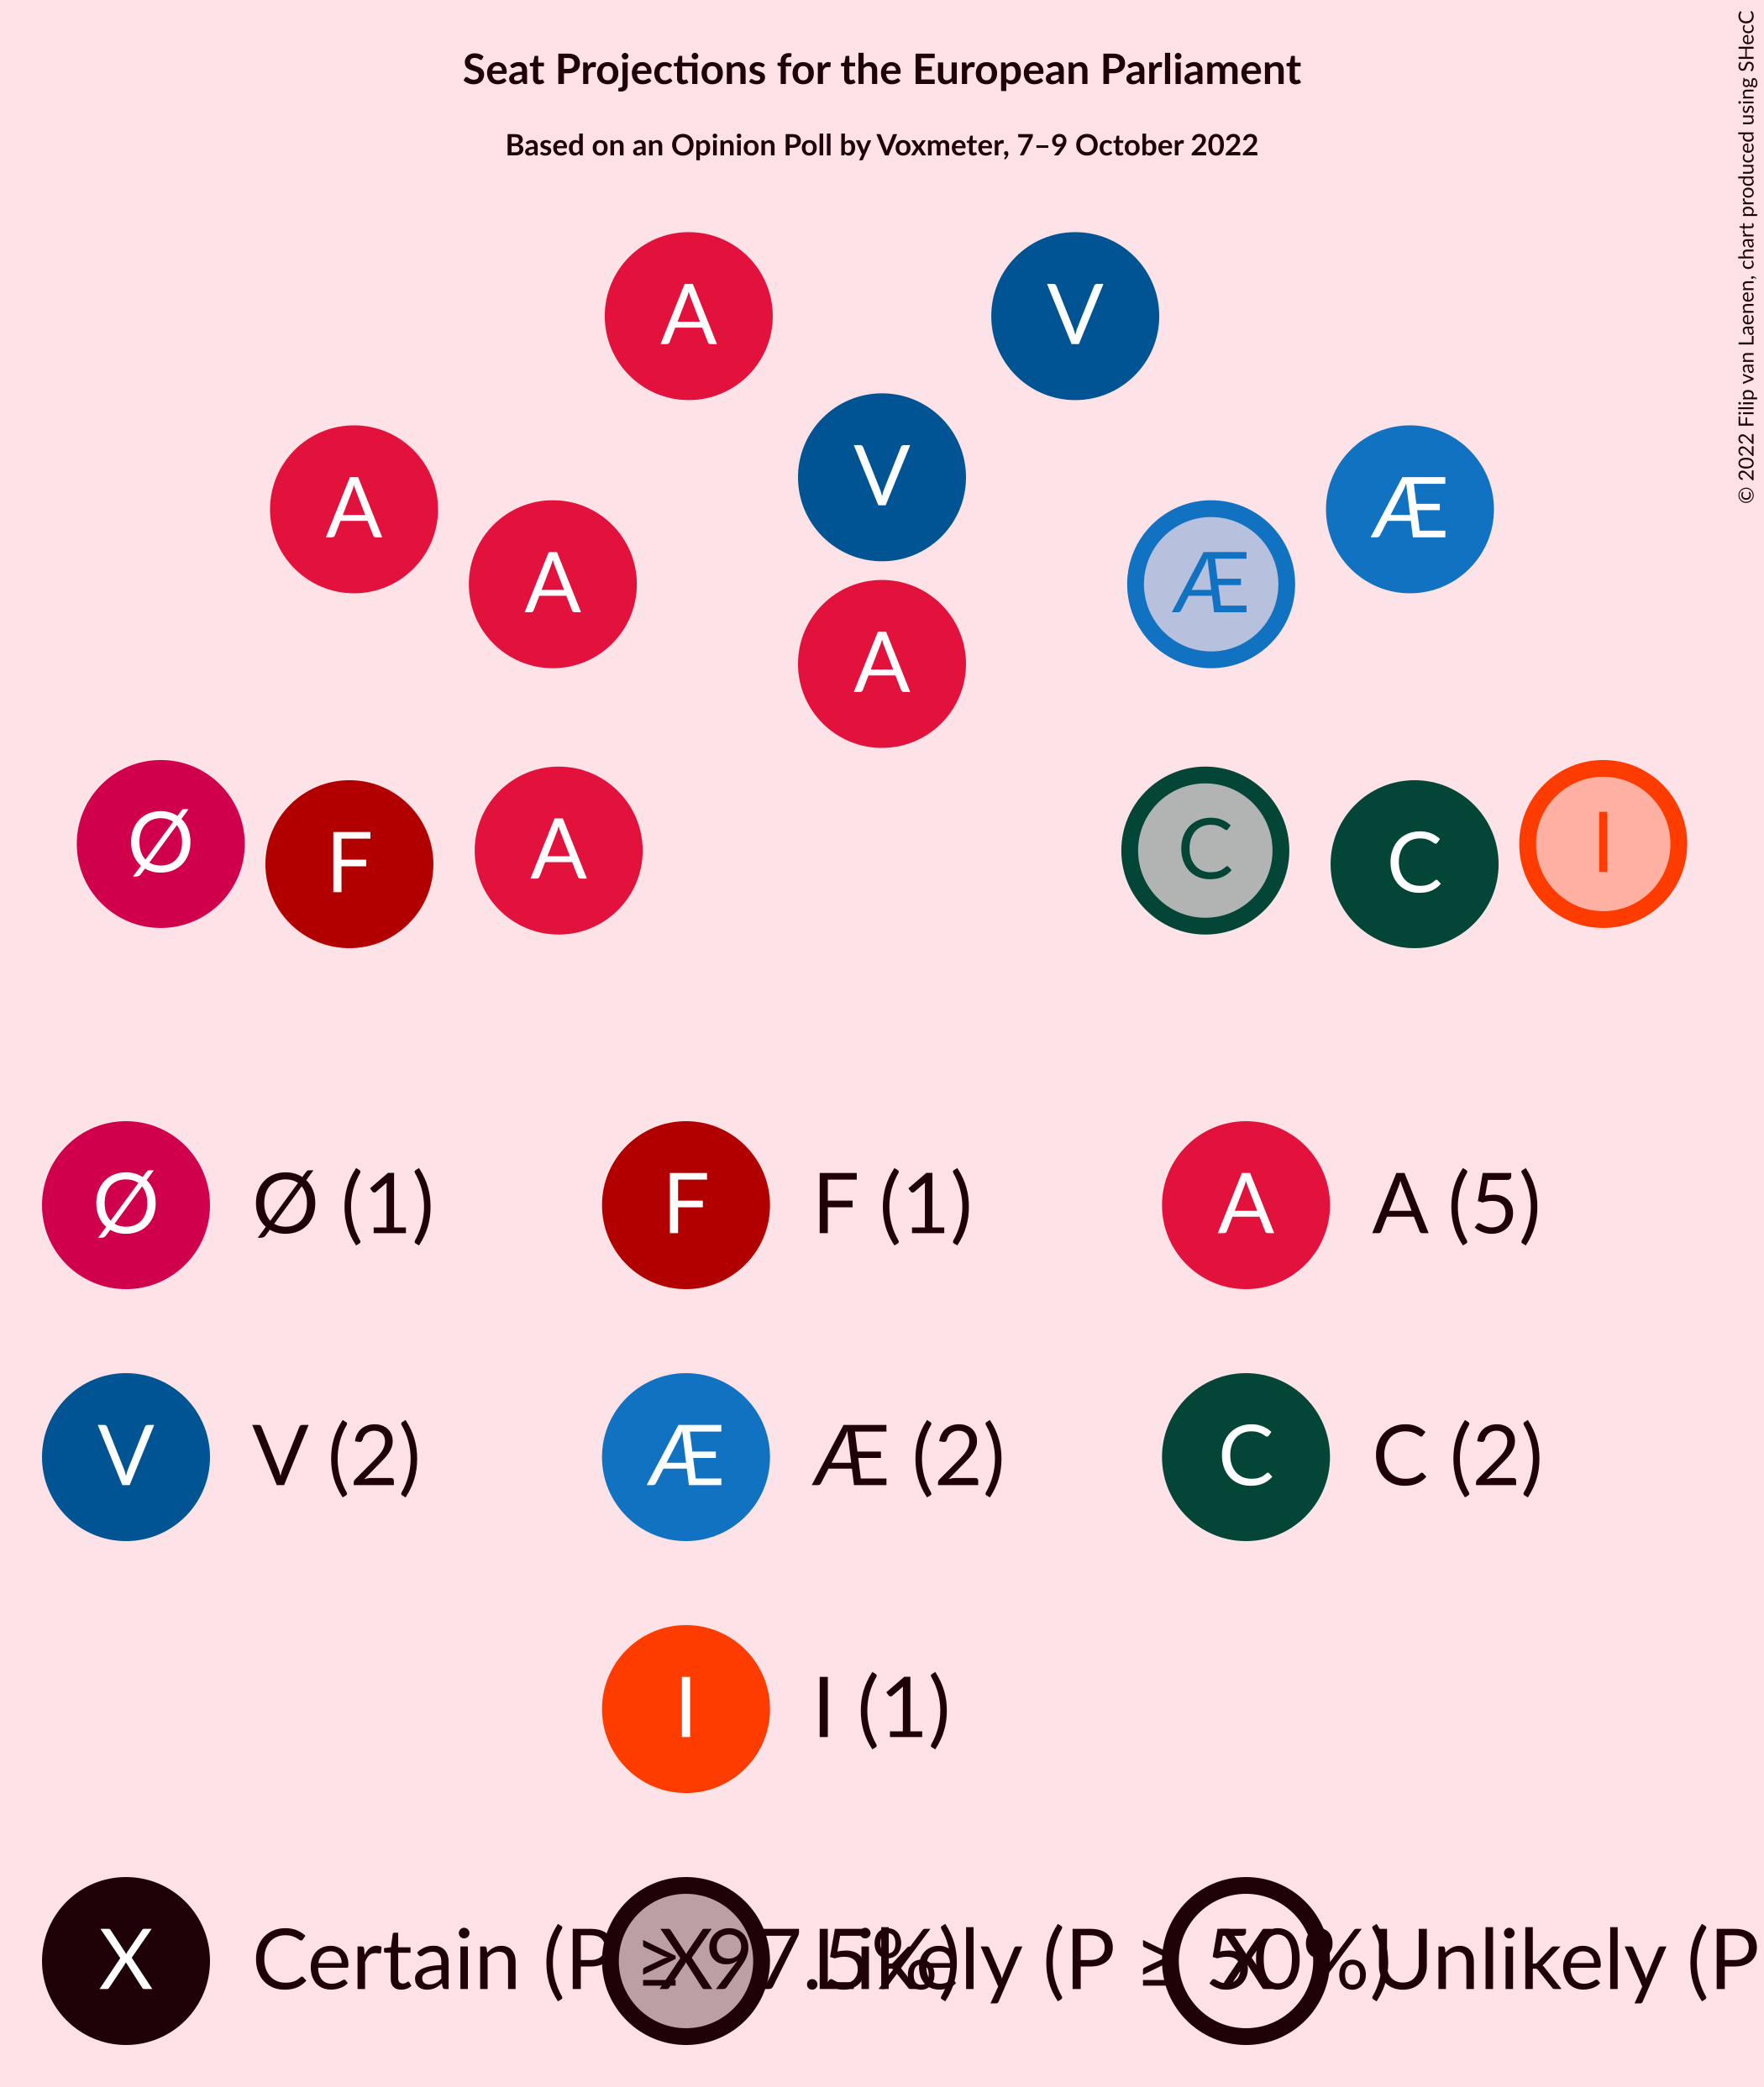 Seat Projections for the European Parliament
Based on an Opinion Poll by Voxmeter, 7–9 October 2022
© 2022 Filip van Laenen, chart produced using SHecC
A V
V
A Æ
A Æ
A
Ø F A C C I
Ø Ø (1) F F (1) A A (5)
V V (2) Æ Æ (2) C C (2)
I I (1)
X Certain (P ≥ 97.5%) X Likely (P ≥ 50%) X Unlikely (P